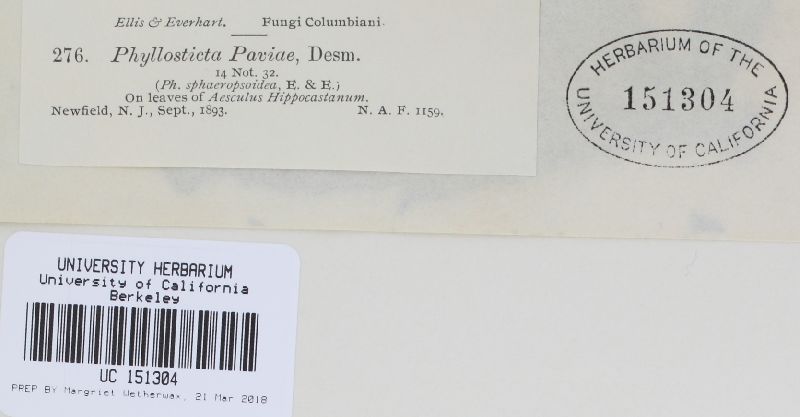 Ellis & Everhart. Fungi Columbiani.
276. Phyllosticta Paviae, Desm.
14 Not. 32.
(Ph. sphaeropsoidea, E. & E.)
On leaves of Aesculus Hippocastanum.
Newfield, N. J., Sept., 1893. N. A. F. 1159.
HERBARIUM OF THE
151304
UNIVERSITY OF CALIFORNIA
UNIVERSITY HERBARIUM
University of California
Berkeley
UC 151304
PREP BY Margriet Wetherwax, 21 Mar 2018